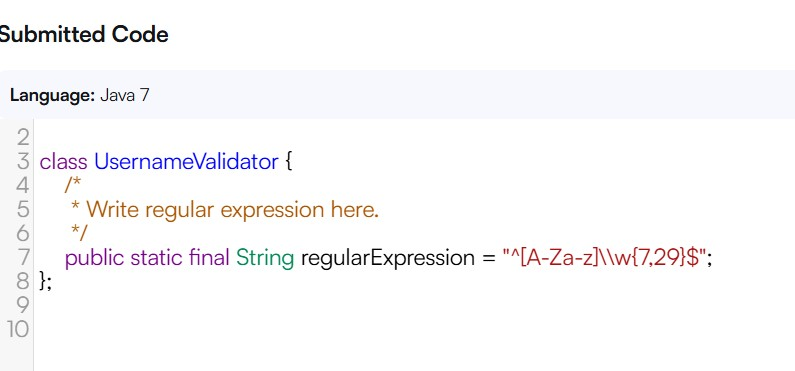 Submitted Code
Language: Java 7
2
3 class UsernameValidator {
4 /*
5 * Write regular expression here.
6 */
7 public static final String regularExpression = "^[A-Za-z]\\w{7,29}$";
8 };
9
10